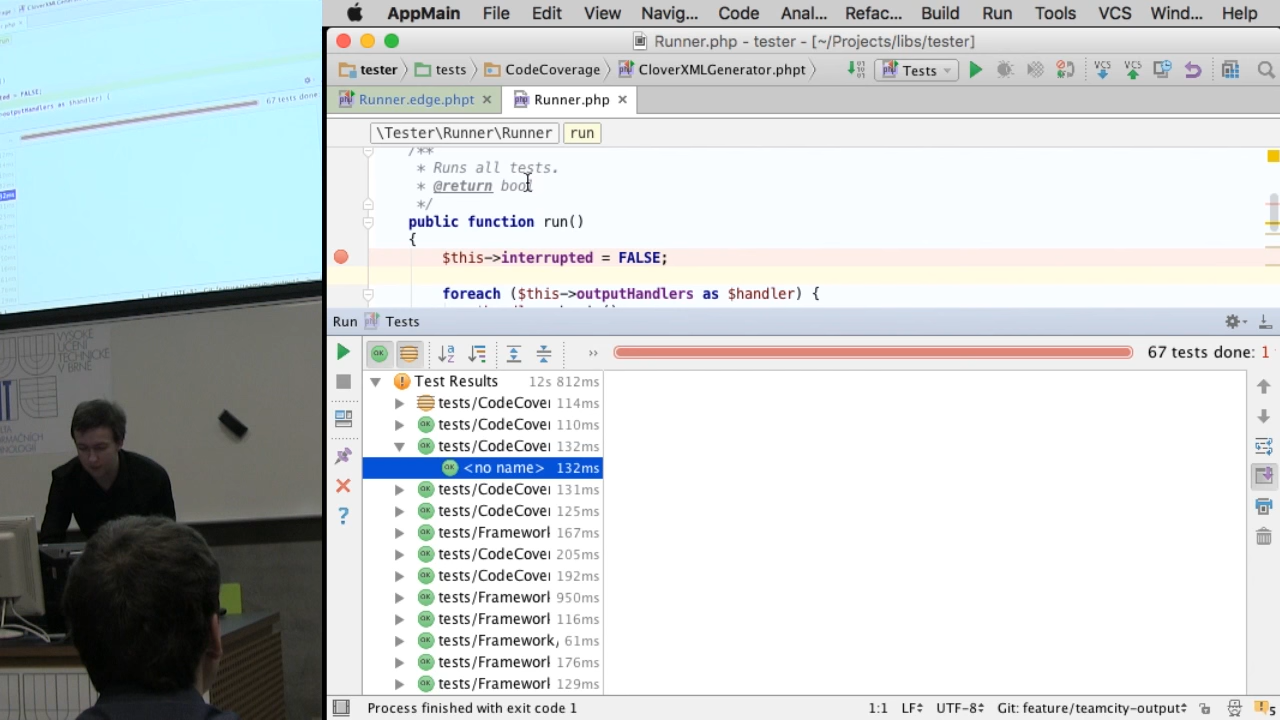 AppMain File Edit View Navig... Code Anal... Refac... Build Run Tools VCS Wind... Help
Runner.php - tester - [~/Projects/libs/tester]
tester tests CodeCoverage CloverXMLGenerator.phpt Tests
Runner.edge.phpt Runner.php
\Tester\Runner\Runner run
/**
* Runs all tests.
* @return bool
*/
public function run()
{
$this->interrupted = FALSE;
foreach ($this->outputHandlers as $handler) {
Run Tests
67 tests done: 1
Test Results 12s 812ms
tests/CodeCover 114ms
tests/CodeCover 110ms
tests/CodeCover 132ms
<no name> 132ms
tests/CodeCover 131ms
tests/CodeCover 125ms
tests/Framework 167ms
tests/CodeCover 205ms
tests/CodeCover 192ms
tests/Framework 950ms
tests/Framework 116ms
tests/Framework/ 61ms
tests/Framework 176ms
tests/Framework 129ms
Process finished with exit code 1 1:1 LF UTF-8 Git: feature/teamcity-output 5
67 tests done:
VYSOKÉ
UČENÍ
TECHNICKÉ
V BRNĚ